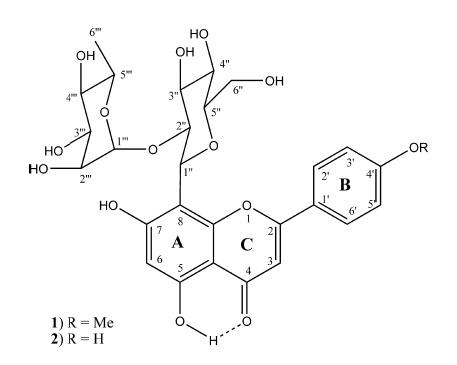 6'''
HO
OH
OH
4''
5'''
OH
6''
4'''
3''
O
5''
3'''
2''
HO
1'''
O
O
OR
HO
2'''
1''
3'
2'
4'
B
HO
O
1'
5'
8
1
6'
7
A
C
2
6
5
4
3
1) R = Me
2) R = H
O
H
O